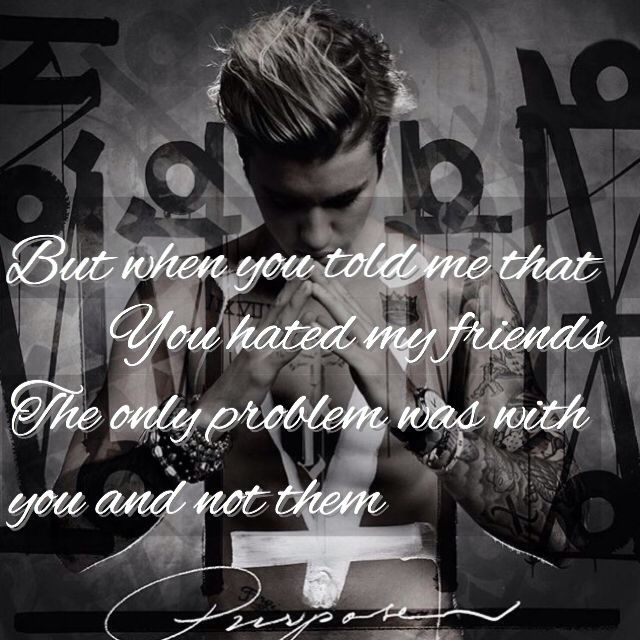 But when you told me that
You hated my friends
The only problem was with
you and not them
Purpose